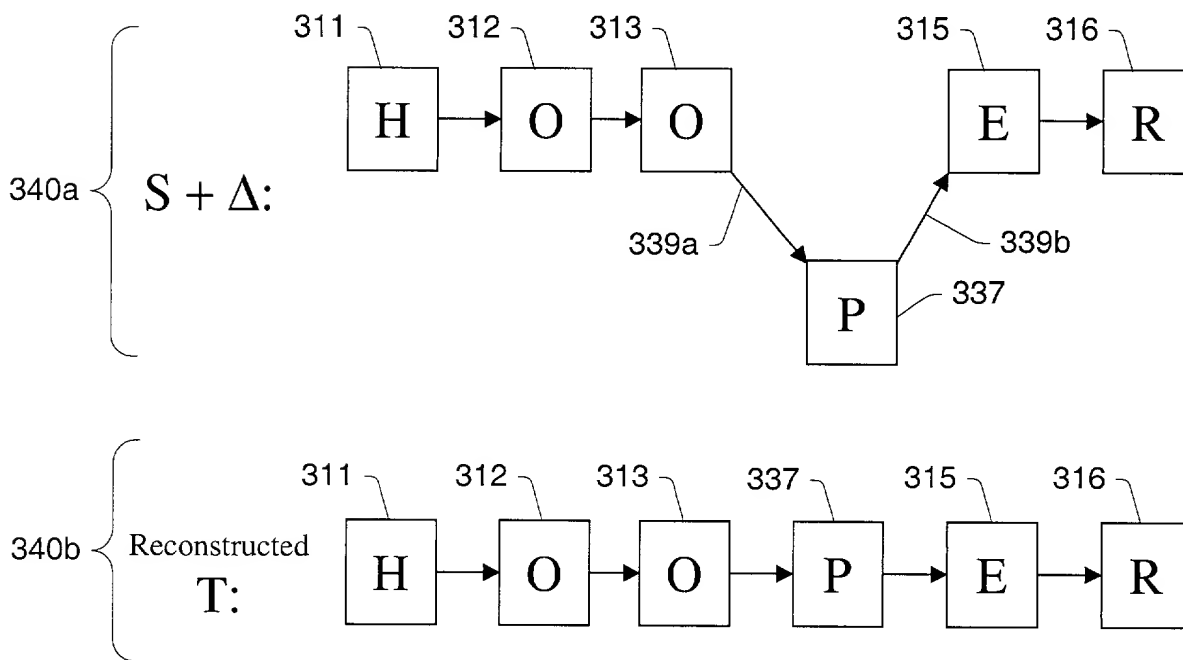 311 312 313 315 316
H O O E R
340a S + Δ:
339a 339b
P 337
311 312 313 337 315 316
340b Reconstructed
T: H O O P E R